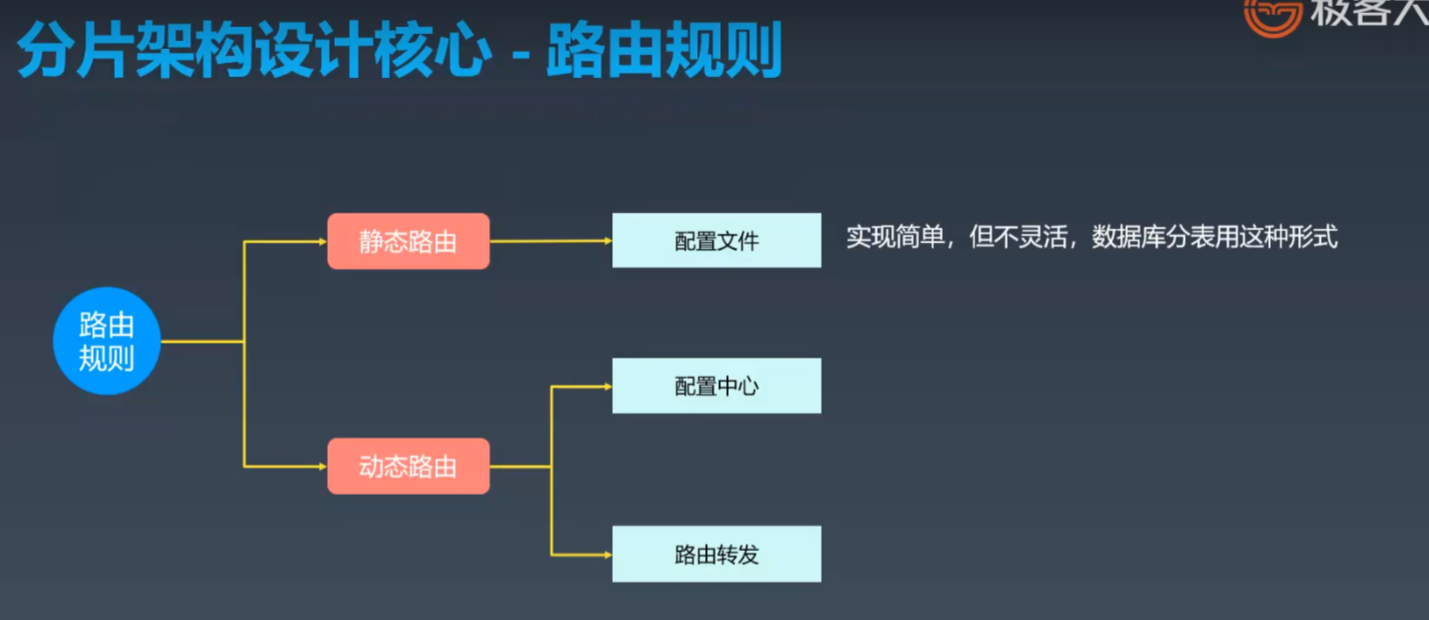 极客大
分片架构设计核心 - 路由规则
静态路由
配置文件
实现简单，但不灵活，数据库分表用这种形式
路由
规则
配置中心
动态路由
路由转发